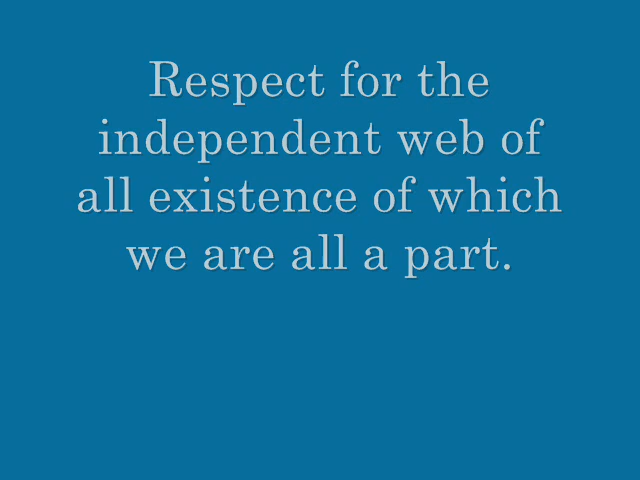 Respect for the
independent web of
all existence of which
we are all a part.